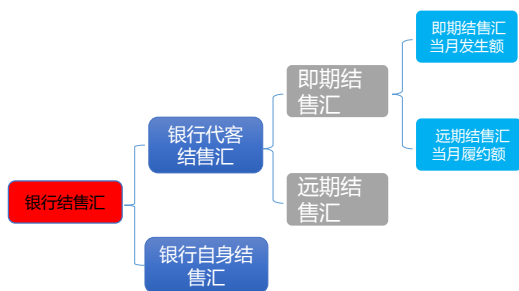 即期结售汇
当月发生额
即期结
售汇
银行代客
结售汇
远期结售汇
当月履约额
远期结
售汇
银行结售汇
银行自身结
售汇